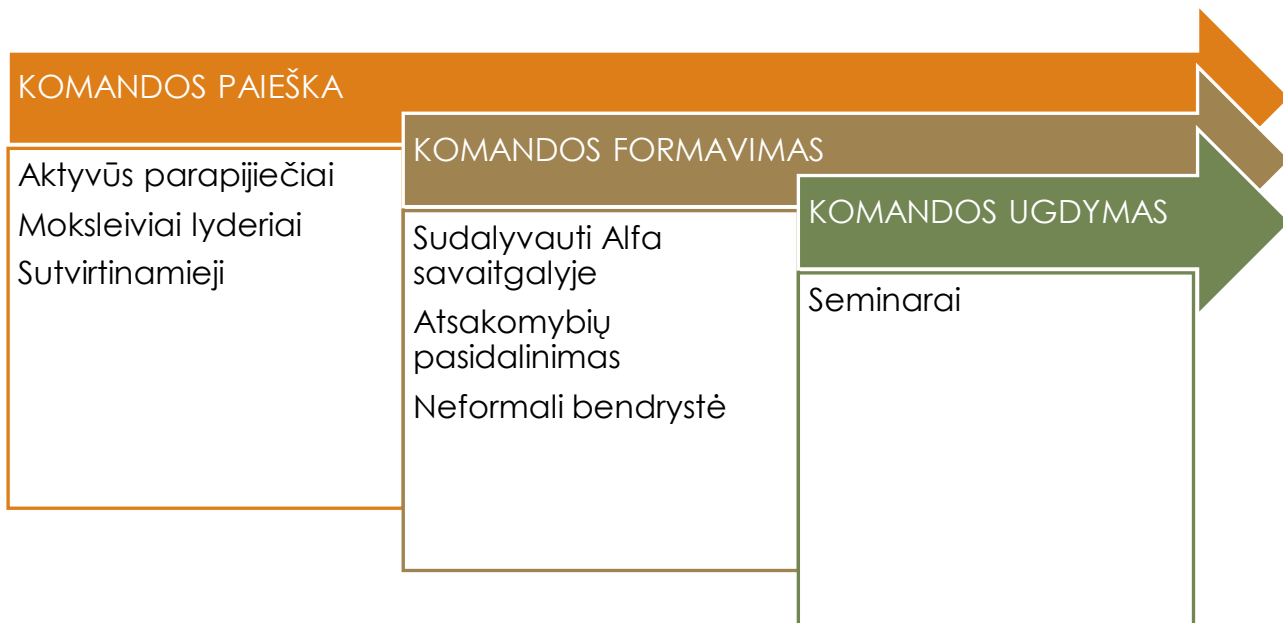 KOMANDOS PAIEŠKA
Aktyvūs parapijiečiai
Moksleiviai lyderiai
Sutvirtinamieji
KOMANDOS FORMAVIMAS
Sudalyvauti Alfa
savaitgalyje
Atsakomybių
pasidalinimas
Neformali bendrystė
KOMANDOS UGDYMAS
Seminarai